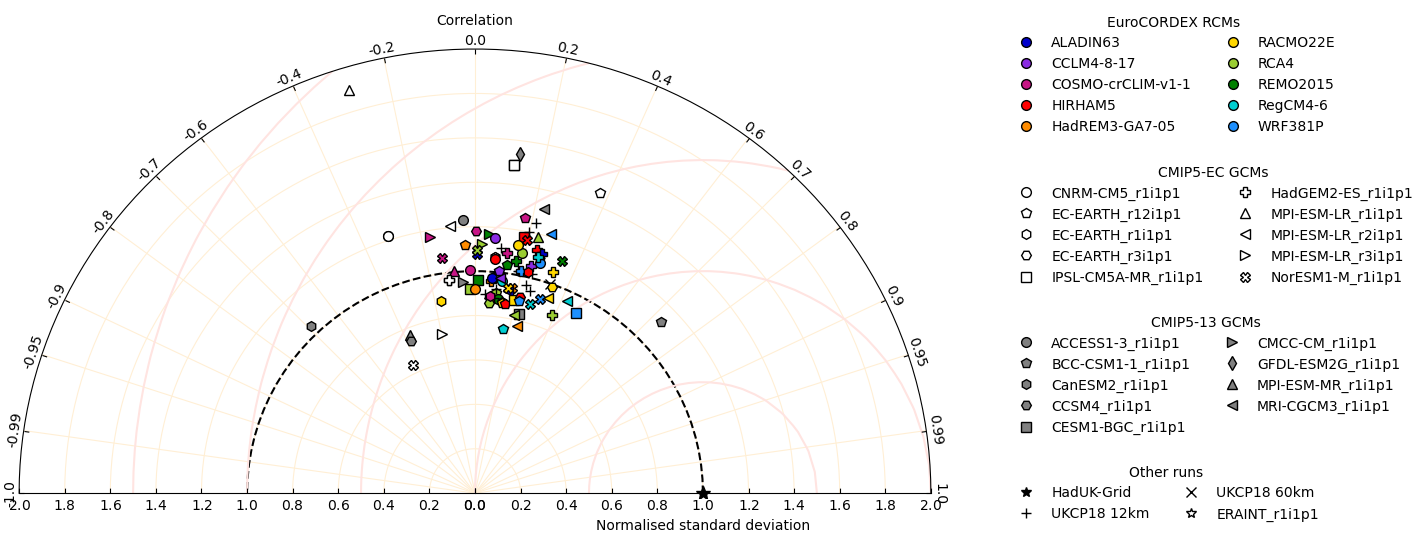 Correlation
-1.0
-0.99
-0.95
-0.9
-0.8
-0.7
-0.6
-0.4
-0.2
0.0
0.2
0.4
0.6
0.7
0.8
0.9
0.95
0.99
1.0
2.0 1.8 1.6 1.4 1.2 1.0 0.8 0.6 0.4 0.2 0.0 0.2 0.4 0.6 0.8 1.0 1.2 1.4 1.6 1.8 2.0
Normalised standard deviation
EuroCORDEX RCMs
ALADIN63 RACMO22E
CCLM4-8-17 RCA4
COSMO-crCLIM-v1-1 REMO2015
HIRHAM5 RegCM4-6
HadREM3-GA7-05 WRF381P
CMIP5-EC GCMs
CNRM-CM5_r1i1p1 HadGEM2-ES_r1i1p1
EC-EARTH_r12i1p1 MPI-ESM-LR_r1i1p1
EC-EARTH_r1i1p1 MPI-ESM-LR_r2i1p1
EC-EARTH_r3i1p1 MPI-ESM-LR_r3i1p1
IPSL-CM5A-MR_r1i1p1 NorESM1-M_r1i1p1
CMIP5-13 GCMs
ACCESS1-3_r1i1p1 CMCC-CM_r1i1p1
BCC-CSM1-1_r1i1p1 GFDL-ESM2G_r1i1p1
CanESM2_r1i1p1 MPI-ESM-MR_r1i1p1
CCSM4_r1i1p1 MRI-CGCM3_r1i1p1
CESM1-BGC_r1i1p1
Other runs
HadUK-Grid UKCP18 60km
UKCP18 12km ERAINT_r1i1p1